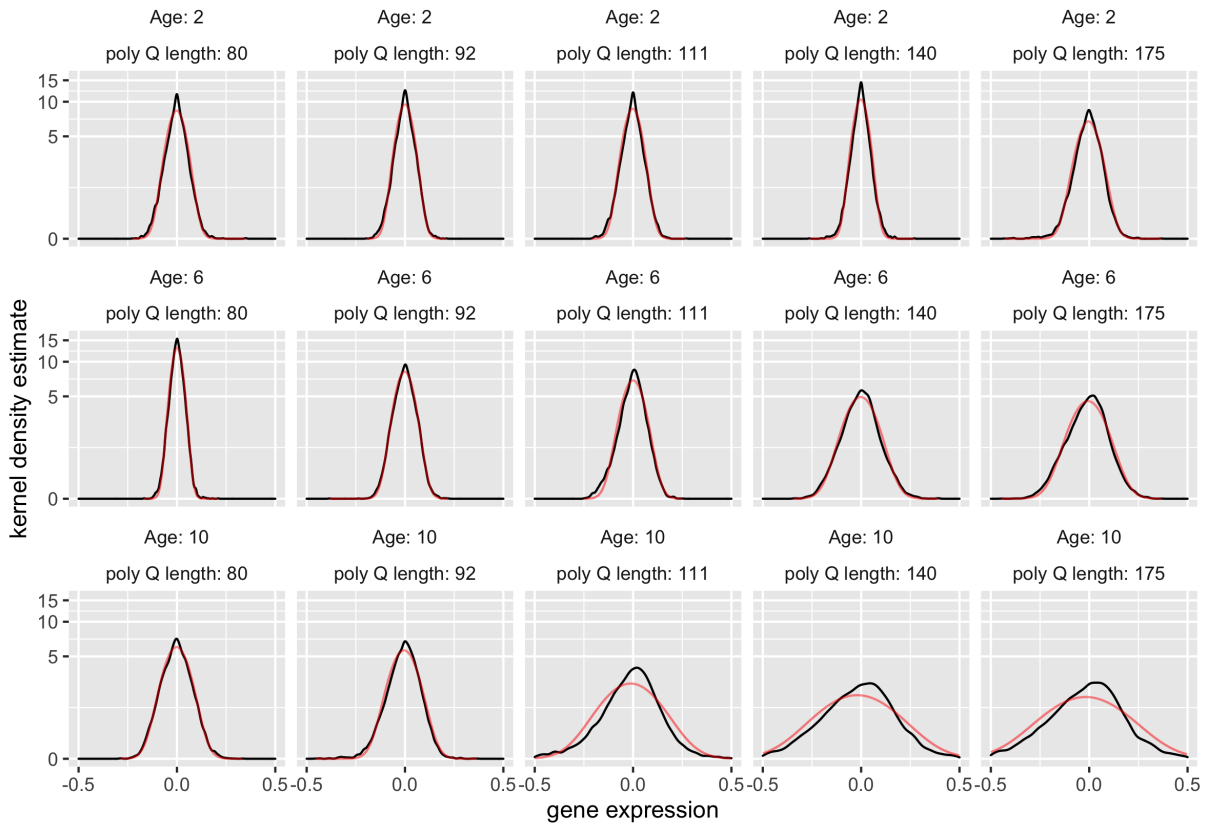 Age: 2 Age: 2 Age: 2 Age: 2 Age: 2
poly Q length: 80 poly Q length: 92 poly Q length: 111 poly Q length: 140 poly Q length: 175
15
10
5
0
Age: 6 Age: 6 Age: 6 Age: 6 Age: 6
poly Q length: 80 poly Q length: 92 poly Q length: 111 poly Q length: 140 poly Q length: 175
15
10
5
0
kernel density estimate
Age: 10 Age: 10 Age: 10 Age: 10 Age: 10
poly Q length: 80 poly Q length: 92 poly Q length: 111 poly Q length: 140 poly Q length: 175
15
10
5
0
-0.5 0.0 0.5 -0.5 0.0 0.5 -0.5 0.0 0.5 -0.5 0.0 0.5 -0.5 0.0 0.5
gene expression